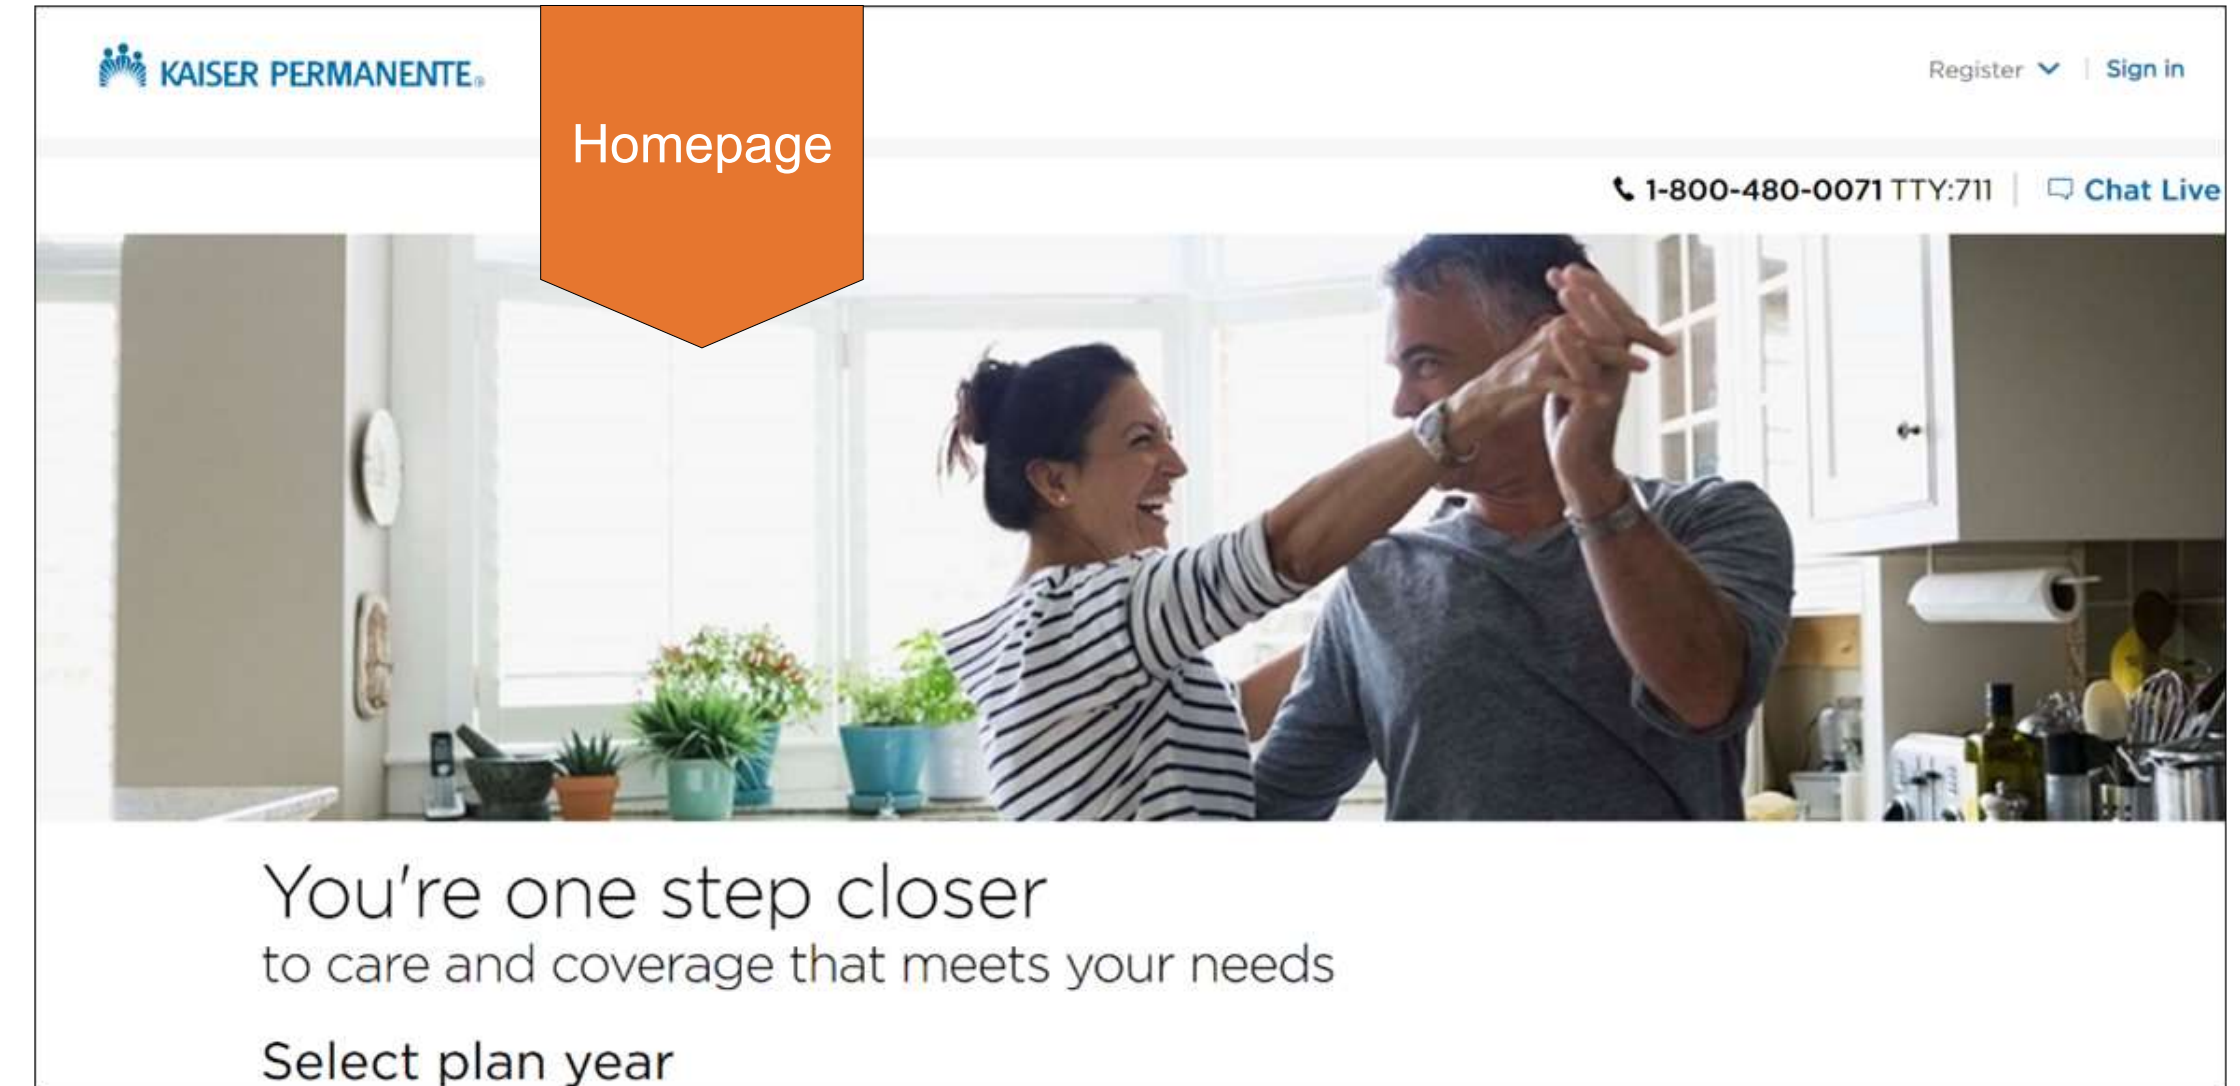 KAISER PERMANENTE®
Homepage
Register | Sign in
1-800-480-0071 TTY:711 | Chat Live
You're one step closer
to care and coverage that meets your needs
Select plan year